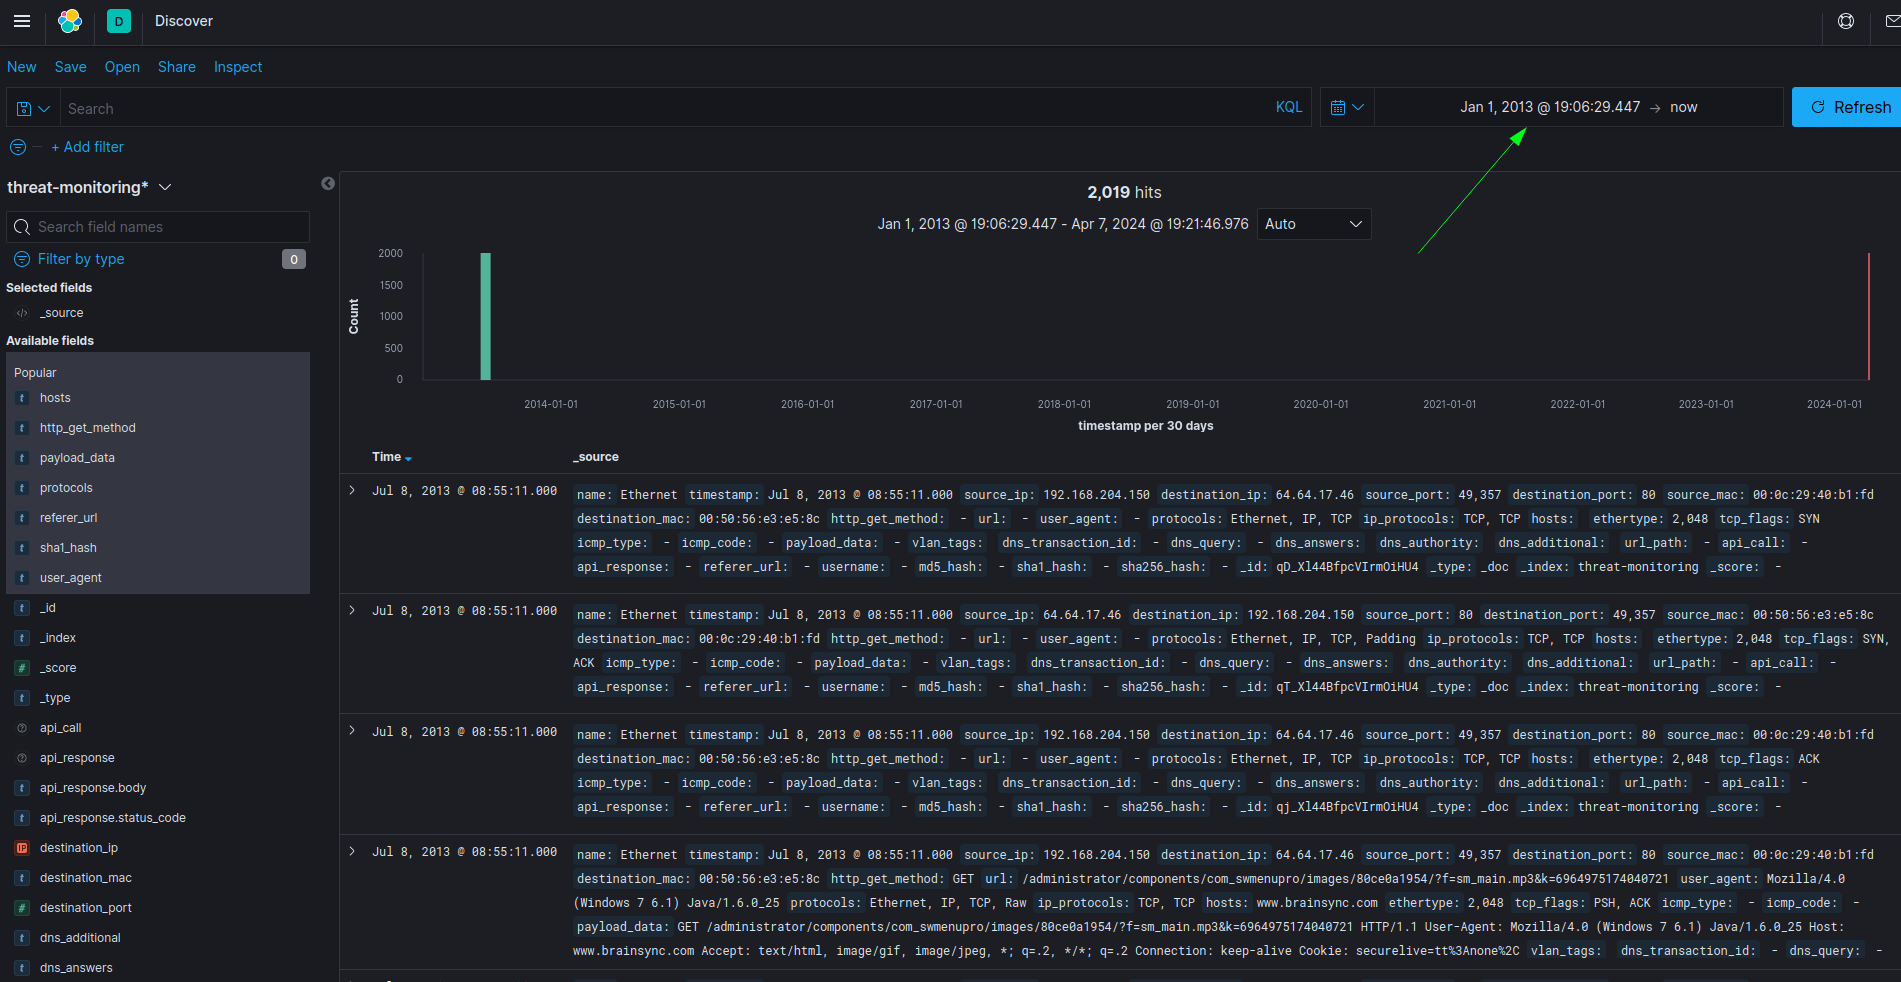 D Discover
New Save Open Share Inspect
Search KQL Jan 1, 2013 @ 19:06:29.447 → now Refresh
+ Add filter
threat-monitoring*
Search field names
Filter by type 0
Selected fields
_source
Available fields
Popular
t hosts
t http_get_method
t payload_data
t protocols
t referer_url
t sha1_hash
t user_agent
t _id
t _index
# _score
t _type
? api_call
? api_response
t api_response.body
t api_response.status_code
IP destination_ip
t destination_mac
# destination_port
t dns_additional
t dns_answers
2,019 hits
Jan 1, 2013 @ 19:06:29.447 - Apr 7, 2024 @ 19:21:46.976 Auto
Count
2000
1500
1000
500
0
2014-01-01 2015-01-01 2016-01-01 2017-01-01 2018-01-01 2019-01-01 2020-01-01 2021-01-01 2022-01-01 2023-01-01 2024-01-01
timestamp per 30 days
Time _source
Jul 8, 2013 @ 08:55:11.000 name: Ethernet timestamp: Jul 8, 2013 @ 08:55:11.000 source_ip: 192.168.204.150 destination_ip: 64.64.17.46 source_port: 49,357 destination_port: 80 source_mac: 00:0c:29:40:b1:fd
destination_mac: 00:50:56:e3:e5:8c http_get_method: - url: - user_agent: - protocols: Ethernet, IP, TCP ip_protocols: TCP, TCP hosts: ethertype: 2,048 tcp_flags: SYN
icmp_type: - icmp_code: - payload_data: - vlan_tags: dns_transaction_id: - dns_query: - dns_answers: dns_authority: dns_additional: url_path: - api_call: -
api_response: - referer_url: - username: - md5_hash: - sha1_hash: - sha256_hash: - _id: qD_Xl44BfpcVIrmOiHU4 _type: _doc _index: threat-monitoring _score: -
Jul 8, 2013 @ 08:55:11.000 name: Ethernet timestamp: Jul 8, 2013 @ 08:55:11.000 source_ip: 64.64.17.46 destination_ip: 192.168.204.150 source_port: 80 destination_port: 49,357 source_mac: 00:50:56:e3:e5:8c
destination_mac: 00:0c:29:40:b1:fd http_get_method: - url: - user_agent: - protocols: Ethernet, IP, TCP, Padding ip_protocols: TCP, TCP hosts: ethertype: 2,048 tcp_flags: SYN,
ACK icmp_type: - icmp_code: - payload_data: - vlan_tags: dns_transaction_id: - dns_query: - dns_answers: dns_authority: dns_additional: url_path: - api_call: -
api_response: - referer_url: - username: - md5_hash: - sha1_hash: - sha256_hash: - _id: qT_Xl44BfpcVIrmOiHU4 _type: _doc _index: threat-monitoring _score: -
Jul 8, 2013 @ 08:55:11.000 name: Ethernet timestamp: Jul 8, 2013 @ 08:55:11.000 source_ip: 192.168.204.150 destination_ip: 64.64.17.46 source_port: 49,357 destination_port: 80 source_mac: 00:0c:29:40:b1:fd
destination_mac: 00:50:56:e3:e5:8c http_get_method: - url: - user_agent: - protocols: Ethernet, IP, TCP ip_protocols: TCP, TCP hosts: ethertype: 2,048 tcp_flags: ACK
icmp_type: - icmp_code: - payload_data: - vlan_tags: dns_transaction_id: - dns_query: - dns_answers: dns_authority: dns_additional: url_path: - api_call: -
api_response: - referer_url: - username: - md5_hash: - sha1_hash: - sha256_hash: - _id: qj_Xl44BfpcVIrmOiHU4 _type: _doc _index: threat-monitoring _score: -
Jul 8, 2013 @ 08:55:11.000 name: Ethernet timestamp: Jul 8, 2013 @ 08:55:11.000 source_ip: 192.168.204.150 destination_ip: 64.64.17.46 source_port: 49,357 destination_port: 80 source_mac: 00:0c:29:40:b1:fd
destination_mac: 00:50:56:e3:e5:8c http_get_method: GET url: /administrator/components/com_swmenupro/images/80ce0a1954/?f=sm_main.mp3&k=6964975174040721 user_agent: Mozilla/4.0
(Windows 7 6.1) Java/1.6.0_25 protocols: Ethernet, IP, TCP, Raw ip_protocols: TCP, TCP hosts: www.brainsync.com ethertype: 2,048 tcp_flags: PSH, ACK icmp_type: - icmp_code: -
payload_data: GET /administrator/components/com_swmenupro/images/80ce0a1954/?f=sm_main.mp3&k=6964975174040721 HTTP/1.1 User-Agent: Mozilla/4.0 (Windows 7 6.1) Java/1.6.0_25 Host:
www.brainsync.com Accept: text/html, image/gif, image/jpeg, *; q=.2, */*; q=.2 Connection: keep-alive Cookie: securelive=tt%3Anone%2C vlan_tags: dns_transaction_id: - dns_query: -